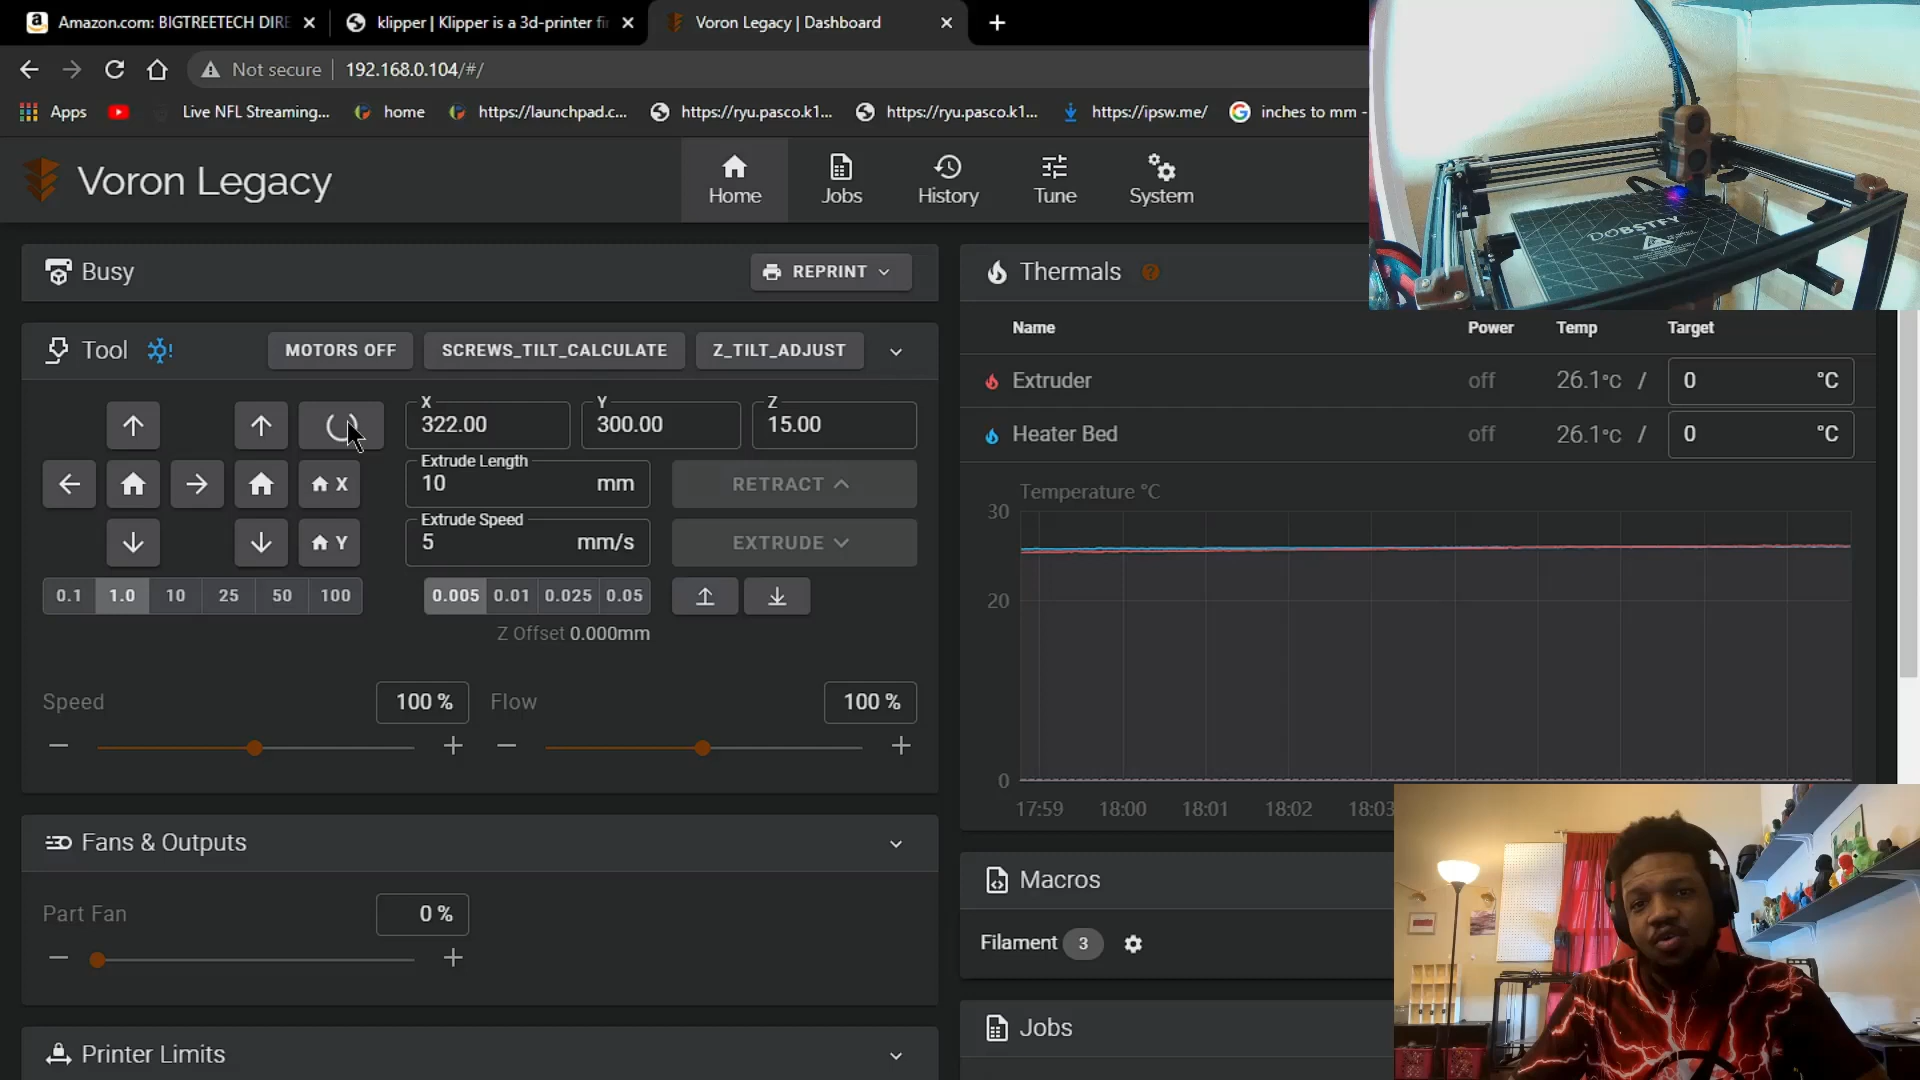 Amazon.com: BIGTREETECH DIRE
klipper | Klipper is a 3d-printer fi
Voron Legacy | Dashboard
Not secure
192.168.0.104/#/
Apps
Live NFL Streaming...
home
https://launchpad.c...
https://ryu.pasco.k1...
https://ryu.pasco.k1...
https://ipsw.me/
inches to mm -
Voron Legacy
Home
Jobs
History
Tune
System
Busy
REPRINT
Tool
MOTORS OFF
SCREWS_TILT_CALCULATE
Z_TILT_ADJUST
X
322.00
Y
300.00
Z
15.00
X
Extrude Length
10 mm
RETRACT
Y
Extrude Speed
5 mm/s
EXTRUDE
0.1 1.0 10 25 50 100
0.005 0.01 0.025 0.05
Z Offset 0.000mm
Speed
100 %
Flow
100 %
Fans & Outputs
Part Fan
0 %
Printer Limits
Thermals
Name Power Temp Target
Extruder off 26.1°C / 0 °C
Heater Bed off 26.1°C / 0 °C
Temperature °C
30
20
0
17:59 18:00 18:01 18:02 18:03
Macros
Filament 3
Jobs
DOBSTFY